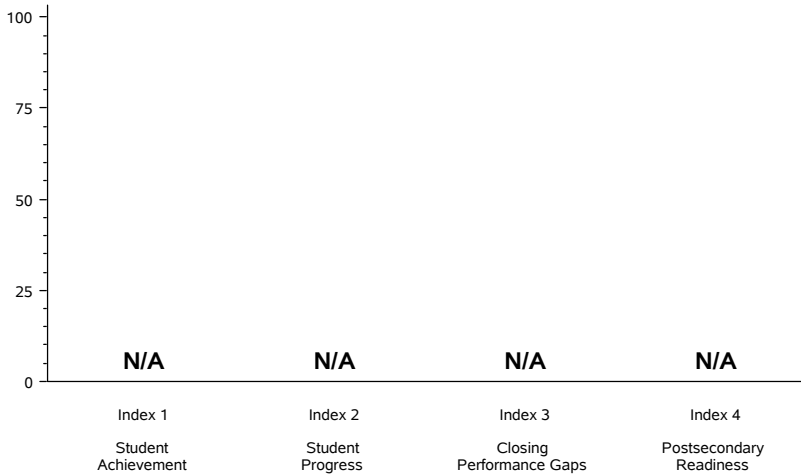 100
75
50
25
0
N/A N/A N/A N/A
Index 1 Index 2 Index 3 Index 4
Student Student Closing Postsecondary
Achievement Progress Performance Gaps Readiness